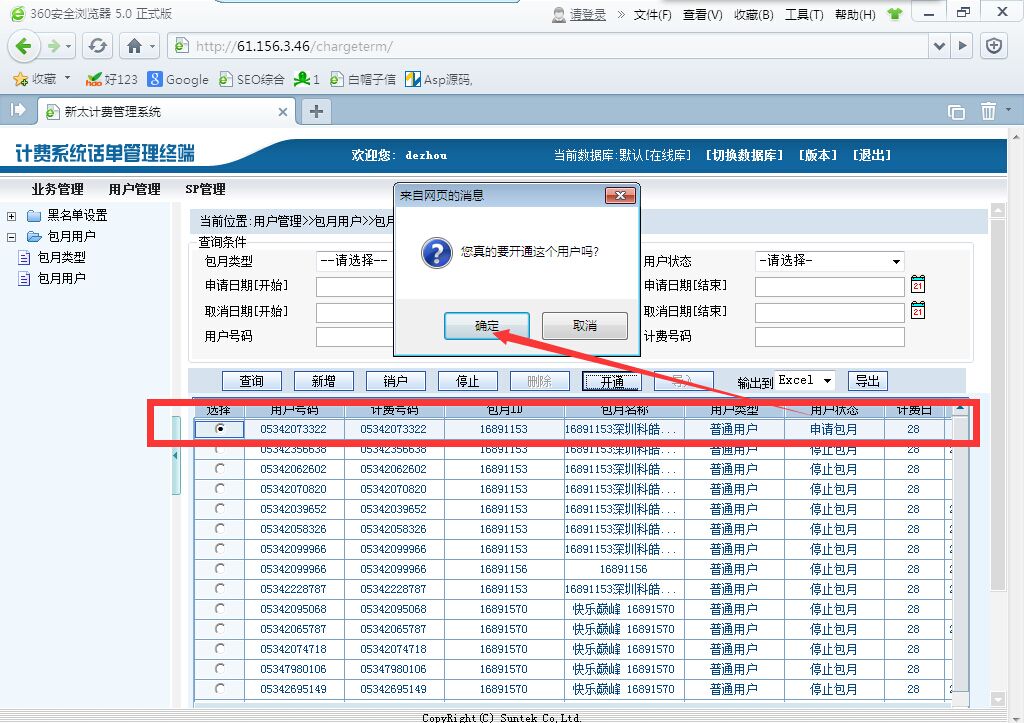 360安全浏览器 5.0 正式版
请登录 » 文件(F) 查看(V) 收藏(B) 工具(T) 帮助(H)
http://61.156.3.46/chargeterm/
收藏 好123 Google SEO综合 1 白帽子信 Asp源码,
新太计费管理系统
计费系统话单管理终端 欢迎您: dezhou 当前数据库:默认[在线库] [切换数据库] [版本] [退出]
业务管理 用户管理 SP管理
黑名单设置
包月用户
包月类型
包月用户
当前位置:用户管理>>包月用户>>包月
来自网页的消息
您真的要开通这个用户吗?
确定 取消
查询条件
包月类型 --请选择-- 用户状态 -请选择-
申请日期[开始] 申请日期[结束] 21
取消日期[开始] 取消日期[结束] 21
用户号码 计费号码
查询 新增 销户 停止 删除 开通 导入 输出到 Excel 导出
选择 用户号码 计费号码 包月ID 包月名称 用户类型 用户状态 计费日
05342073322 05342073322 16891153 16891153深圳科皓... 普通用户 申请包月 28
05342356638 05342356638 16891153 16891153深圳科皓... 普通用户 停止包月 28
05342062602 05342062602 16891153 16891153深圳科皓... 普通用户 停止包月 28
05342070820 05342070820 16891153 16891153深圳科皓... 普通用户 停止包月 28
05342039652 05342039652 16891153 16891153深圳科皓... 普通用户 停止包月 28
05342058326 05342058326 16891153 16891153深圳科皓... 普通用户 停止包月 28
05342099966 05342099966 16891153 16891153深圳科皓... 普通用户 停止包月 28
05342099966 05342099966 16891156 16891156 普通用户 停止包月 28
05342228787 05342228787 16891153 16891153深圳科皓... 普通用户 停止包月 28
05342095068 05342095068 16891570 快乐巅峰 16891570 普通用户 停止包月 28
05342065787 05342065787 16891570 快乐巅峰 16891570 普通用户 停止包月 28
05342074718 05342074718 16891570 快乐巅峰 16891570 普通用户 停止包月 28
05347980106 05347980106 16891570 快乐巅峰 16891570 普通用户 停止包月 28
05342695149 05342695149 16891570 快乐巅峰 16891570 普通用户 停止包月 28
CopyRight(C) Suntek Co,Ltd.